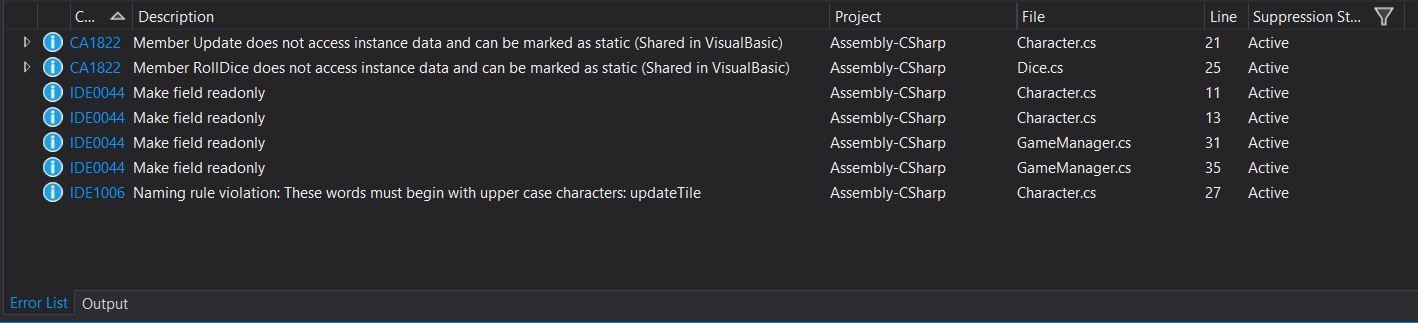 C... Description Project File Line Suppression St...
CA1822 Member Update does not access instance data and can be marked as static (Shared in VisualBasic) Assembly-CSharp Character.cs 21 Active
CA1822 Member RollDice does not access instance data and can be marked as static (Shared in VisualBasic) Assembly-CSharp Dice.cs 25 Active
IDE0044 Make field readonly Assembly-CSharp Character.cs 11 Active
IDE0044 Make field readonly Assembly-CSharp Character.cs 13 Active
IDE0044 Make field readonly Assembly-CSharp GameManager.cs 31 Active
IDE0044 Make field readonly Assembly-CSharp GameManager.cs 35 Active
IDE1006 Naming rule violation: These words must begin with upper case characters: updateTile Assembly-CSharp Character.cs 27 Active
Error List Output